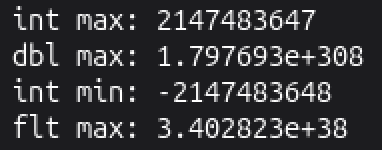 int max: 2147483647
dbl max: 1.797693e+308
int min: -2147483648
flt max: 3.402823e+38